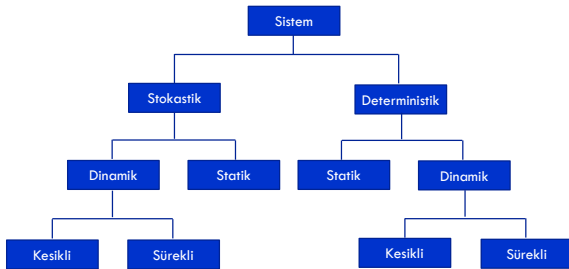 Sistem
Stokastik
Deterministik
Dinamik
Statik
Statik
Dinamik
Kesikli
Sürekli
Kesikli
Sürekli